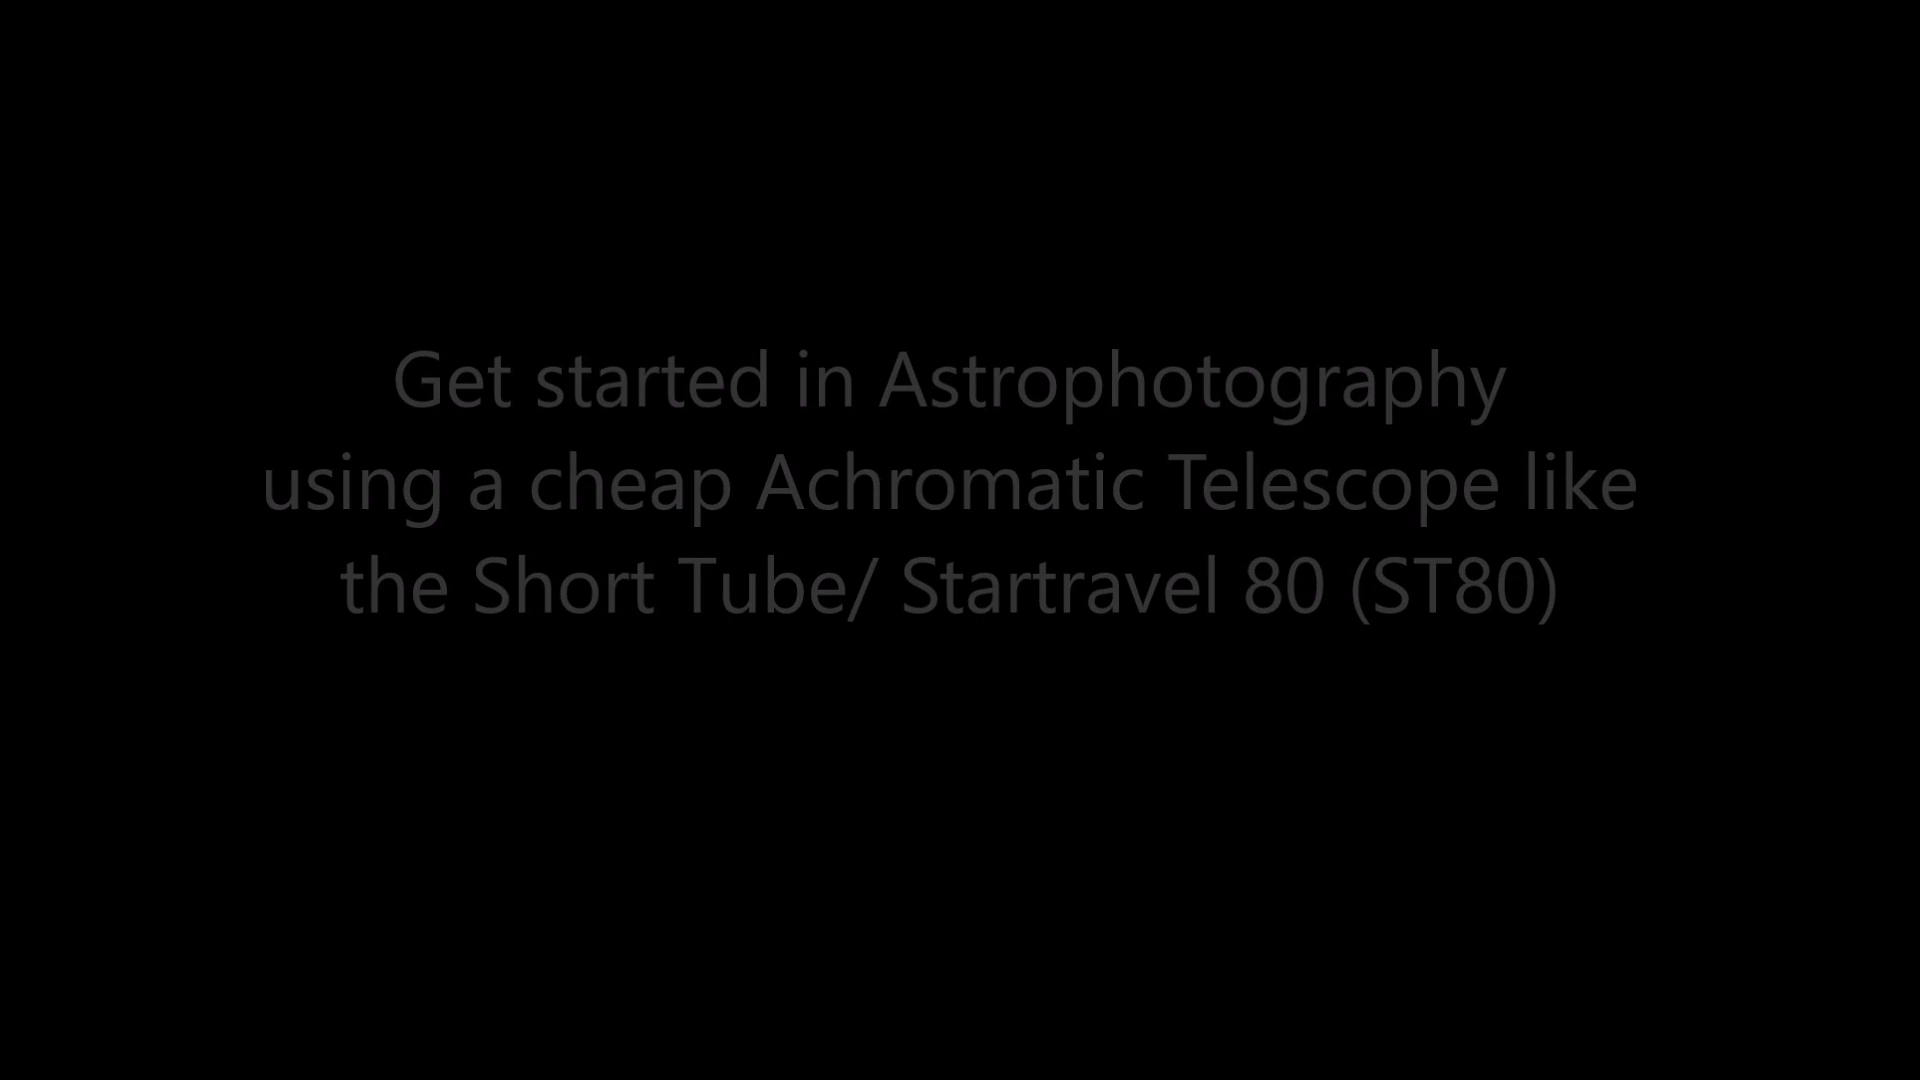 Get started in Astrophotography
using a cheap Achromatic Telescope like
the Short Tube/ Startravel 80 (ST80)